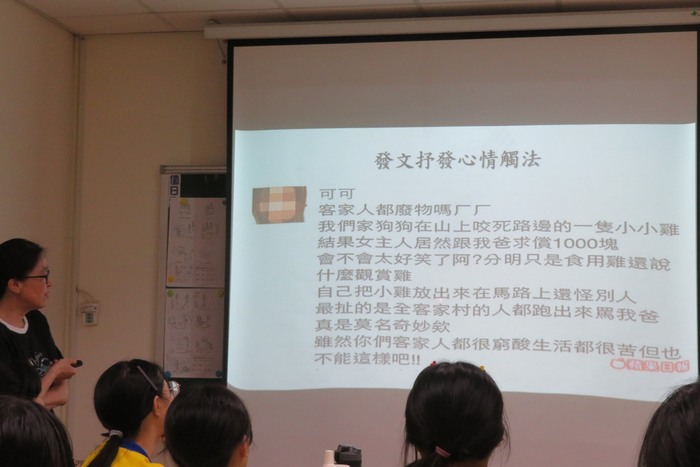 發文抒發心情觸法
可可
客家人都廢物嗎ㄏㄏ
我們家狗狗在山上咬死路邊的一隻小小雞
結果女主人居然跟我爸求償1000塊
會不會太好笑了阿?分明只是食用雞還說
什麼觀賞雞
自己把小雞放出來在馬路上還怪別人
最扯的是全客家村的人都跑出來罵我爸
真是莫名奇妙欸
雖然你們客家人都很窮酸生活都很苦但也
不能這樣吧!!
蘋果日報
值日